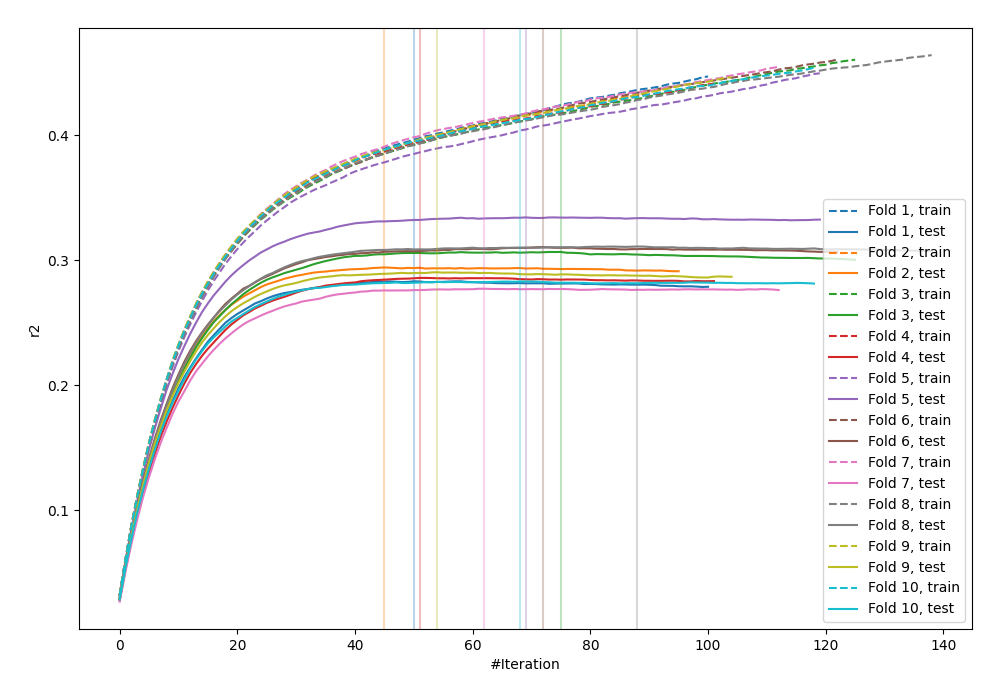 0.4
0.3
0.2
0.1
r2
0
20
40
60
80
100
120
140
#Iteration
Fold 1, train
Fold 1, test
Fold 2, train
Fold 2, test
Fold 3, train
Fold 3, test
Fold 4, train
Fold 4, test
Fold 5, train
Fold 5, test
Fold 6, train
Fold 6, test
Fold 7, train
Fold 7, test
Fold 8, train
Fold 8, test
Fold 9, train
Fold 9, test
Fold 10, train
Fold 10, test